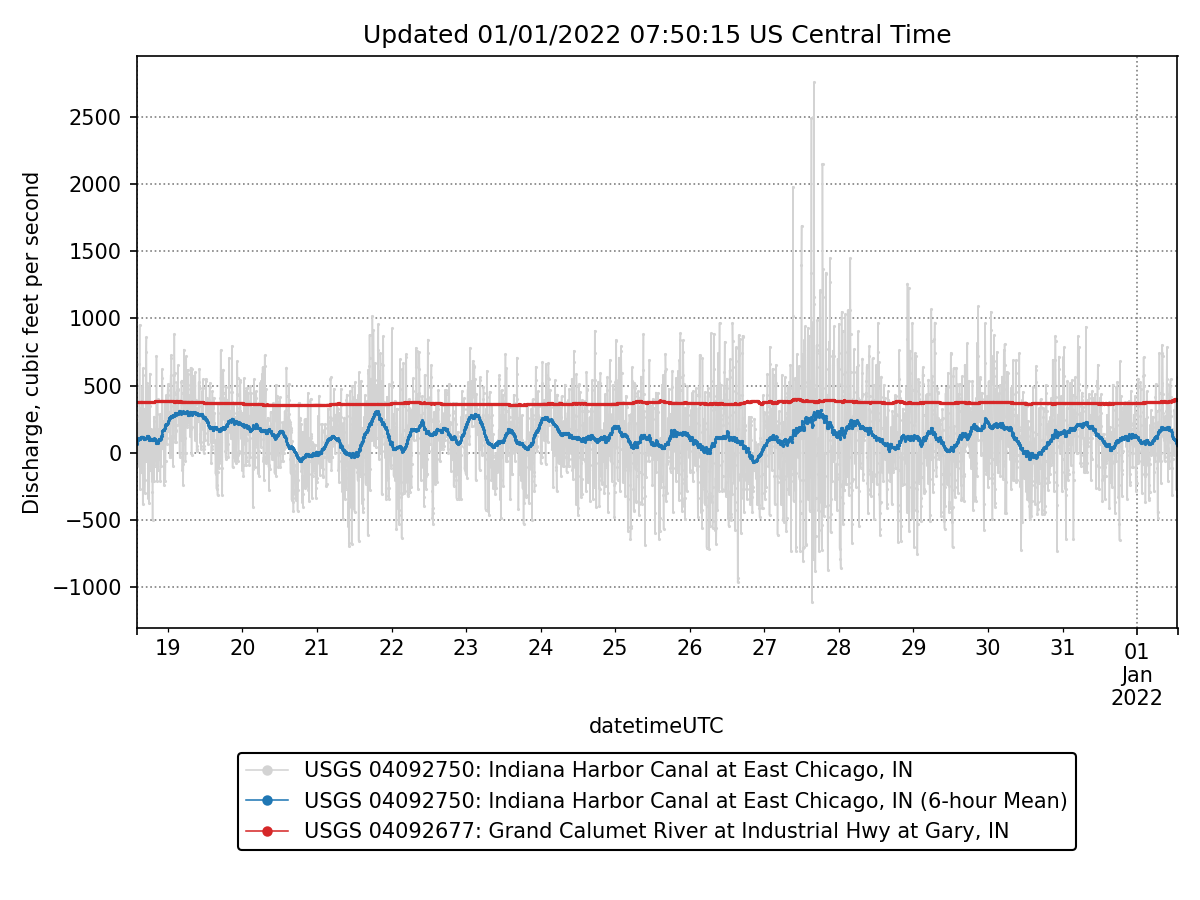 Updated 01/01/2022 07:50:15 US Central Time
Discharge, cubic feet per second
2500
2000
1500
1000
500
0
−500
−1000
19 20 21 22 23 24 25 26 27 28 29 30 31 01
Jan
2022
datetimeUTC
USGS 04092750: Indiana Harbor Canal at East Chicago, IN
USGS 04092750: Indiana Harbor Canal at East Chicago, IN (6-hour Mean)
USGS 04092677: Grand Calumet River at Industrial Hwy at Gary, IN